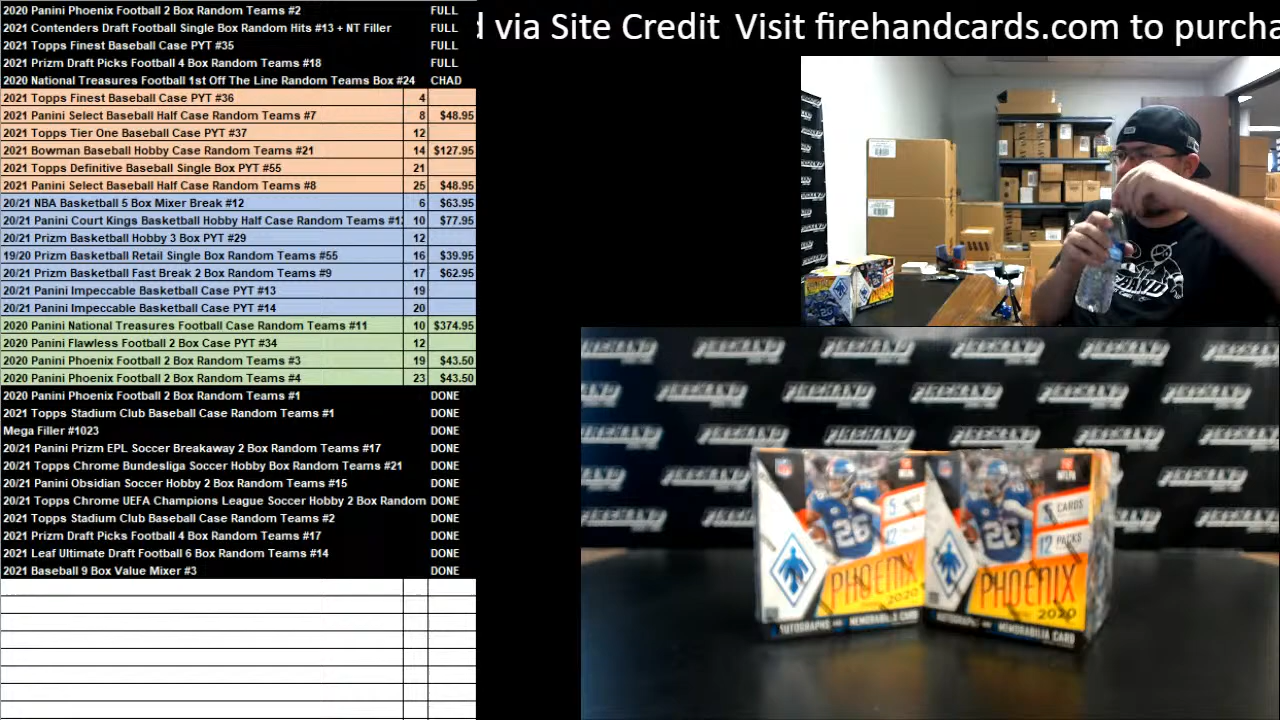 2020 Panini Phoenix Football 2 Box Random Teams #2 FULL
2021 Contenders Draft Football Single Box Random Hits #13 + NT Filler FULL
2021 Topps Finest Baseball Case PYT #35 FULL
2021 Prizm Draft Picks Football 4 Box Random Teams #18 FULL
2020 National Treasures Football 1st Off The Line Random Teams Box #24 CHAD
2021 Topps Finest Baseball Case PYT #36 4
2021 Panini Select Baseball Half Case Random Teams #7 8 $48.95
2021 Topps Tier One Baseball Case PYT #37 12
2021 Bowman Baseball Hobby Case Random Teams #21 14 $127.95
2021 Topps Definitive Baseball Single Box PYT #55 21
2021 Panini Select Baseball Half Case Random Teams #8 25 $48.95
20/21 NBA Basketball 5 Box Mixer Break #12 6 $63.95
20/21 Panini Court Kings Basketball Hobby Half Case Random Teams 10 $77.95
20/21 Prizm Basketball Hobby 3 Box PYT #29 12
19/20 Prizm Basketball Retail Single Box Random Teams #55 16 $39.95
20/21 Prizm Basketball Fast Break 2 Box Random Teams #9 17 $62.95
20/21 Panini Impeccable Basketball Case PYT #13 19
20/21 Panini Impeccable Basketball Case PYT #14 20
2020 Panini National Treasures Football Case Random Teams #11 10 $374.95
2020 Panini Flawless Football 2 Box Case PYT #34 12
2020 Panini Phoenix Football 2 Box Random Teams #3 19 $43.50
2020 Panini Phoenix Football 2 Box Random Teams #4 23 $43.50
2020 Panini Phoenix Football 2 Box Random Teams #1 DONE
2021 Topps Stadium Club Baseball Case Random Teams #1 DONE
Mega Filler #1023 DONE
20/21 Panini Prizm EPL Soccer Breakaway 2 Box Random Teams #17 DONE
20/21 Topps Chrome Bundesliga Soccer Hobby Box Random Teams #21 DONE
20/21 Panini Obsidian Soccer Hobby 2 Box Random Teams #15 DONE
20/21 Topps Chrome UEFA Champions League Soccer Hobby 2 Box Random DONE
2021 Topps Stadium Club Baseball Case Random Teams #2 DONE
2021 Prizm Draft Picks Football 4 Box Random Teams #17 DONE
2021 Leaf Ultimate Draft Football 6 Box Random Teams #14 DONE
2021 Baseball 9 Box Value Mixer #3 DONE
d via Site Credit Visit firehandcards.com to purcha
FIREHAND
26
PHOENIX
2020
AUTOGRAPHS
MEMORABILIA CARD
26
5 CARDS
12 PACKS
PHOENIX
2020
AUTOGRAPHS
MEMORABILIA CARD